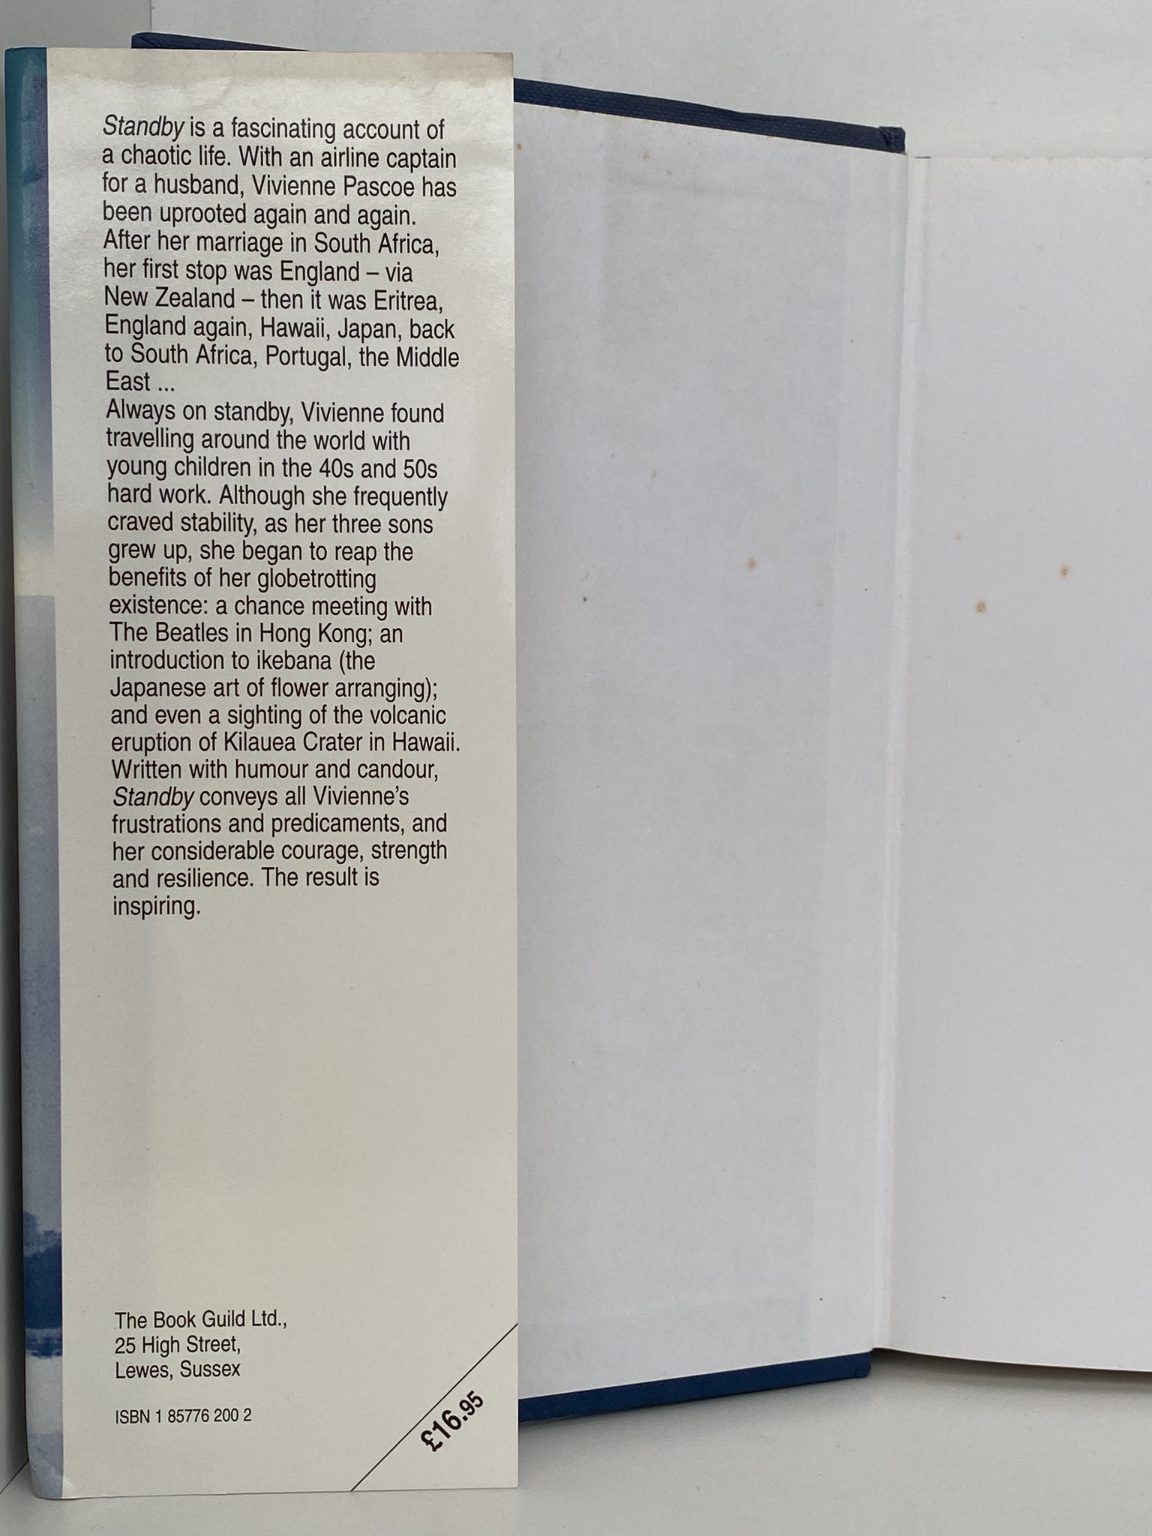 Standby is a fascinating account of
a chaotic life. With an airline captain
for a husband, Vivienne Pascoe has
been uprooted again and again.
After her marriage in South Africa,
her first stop was England – via
New Zealand – then it was Eritrea,
England again, Hawaii, Japan, back
to South Africa, Portugal, the Middle
East ...
Always on standby, Vivienne found
travelling around the world with
young children in the 40s and 50s
hard work. Although she frequently
craved stability, as her three sons
grew up, she began to reap the
benefits of her globetrotting
existence: a chance meeting with
The Beatles in Hong Kong; an
introduction to ikebana (the
Japanese art of flower arranging);
and even a sighting of the volcanic
eruption of Kilauea Crater in Hawaii.
Written with humour and candour,
Standby conveys all Vivienne's
frustrations and predicaments, and
her considerable courage, strength
and resilience. The result is
inspiring.
The Book Guild Ltd.,
25 High Street,
Lewes, Sussex
ISBN 1 85776 200 2
£16.95